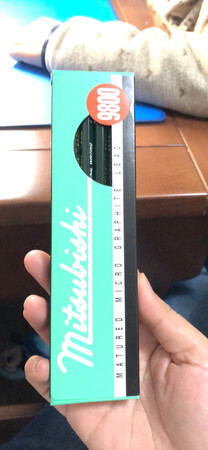 9800
Mitsubishi
MATURED MICRO GRAPHITE LEAD